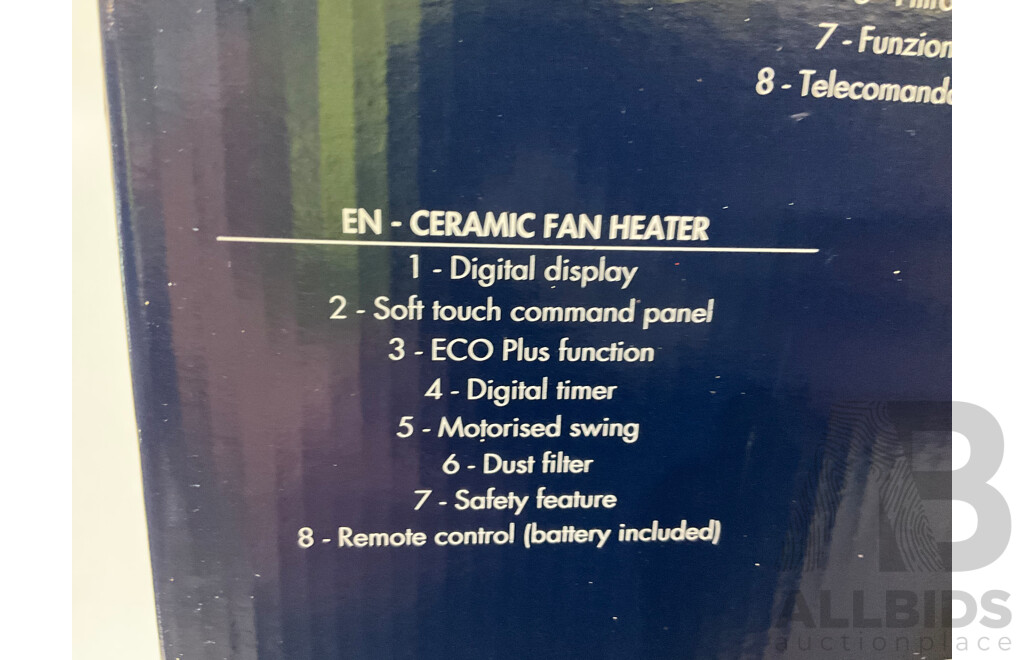 7 - Funzion
8 - Telecomando
EN - CERAMIC FAN HEATER
1 - Digital display
2 - Soft touch command panel
3 - ECO Plus function
4 - Digital timer
5 - Motorised swing
6 - Dust filter
7 - Safety feature
8 - Remote control (battery included)
B
ALLBIDS
auctionplace